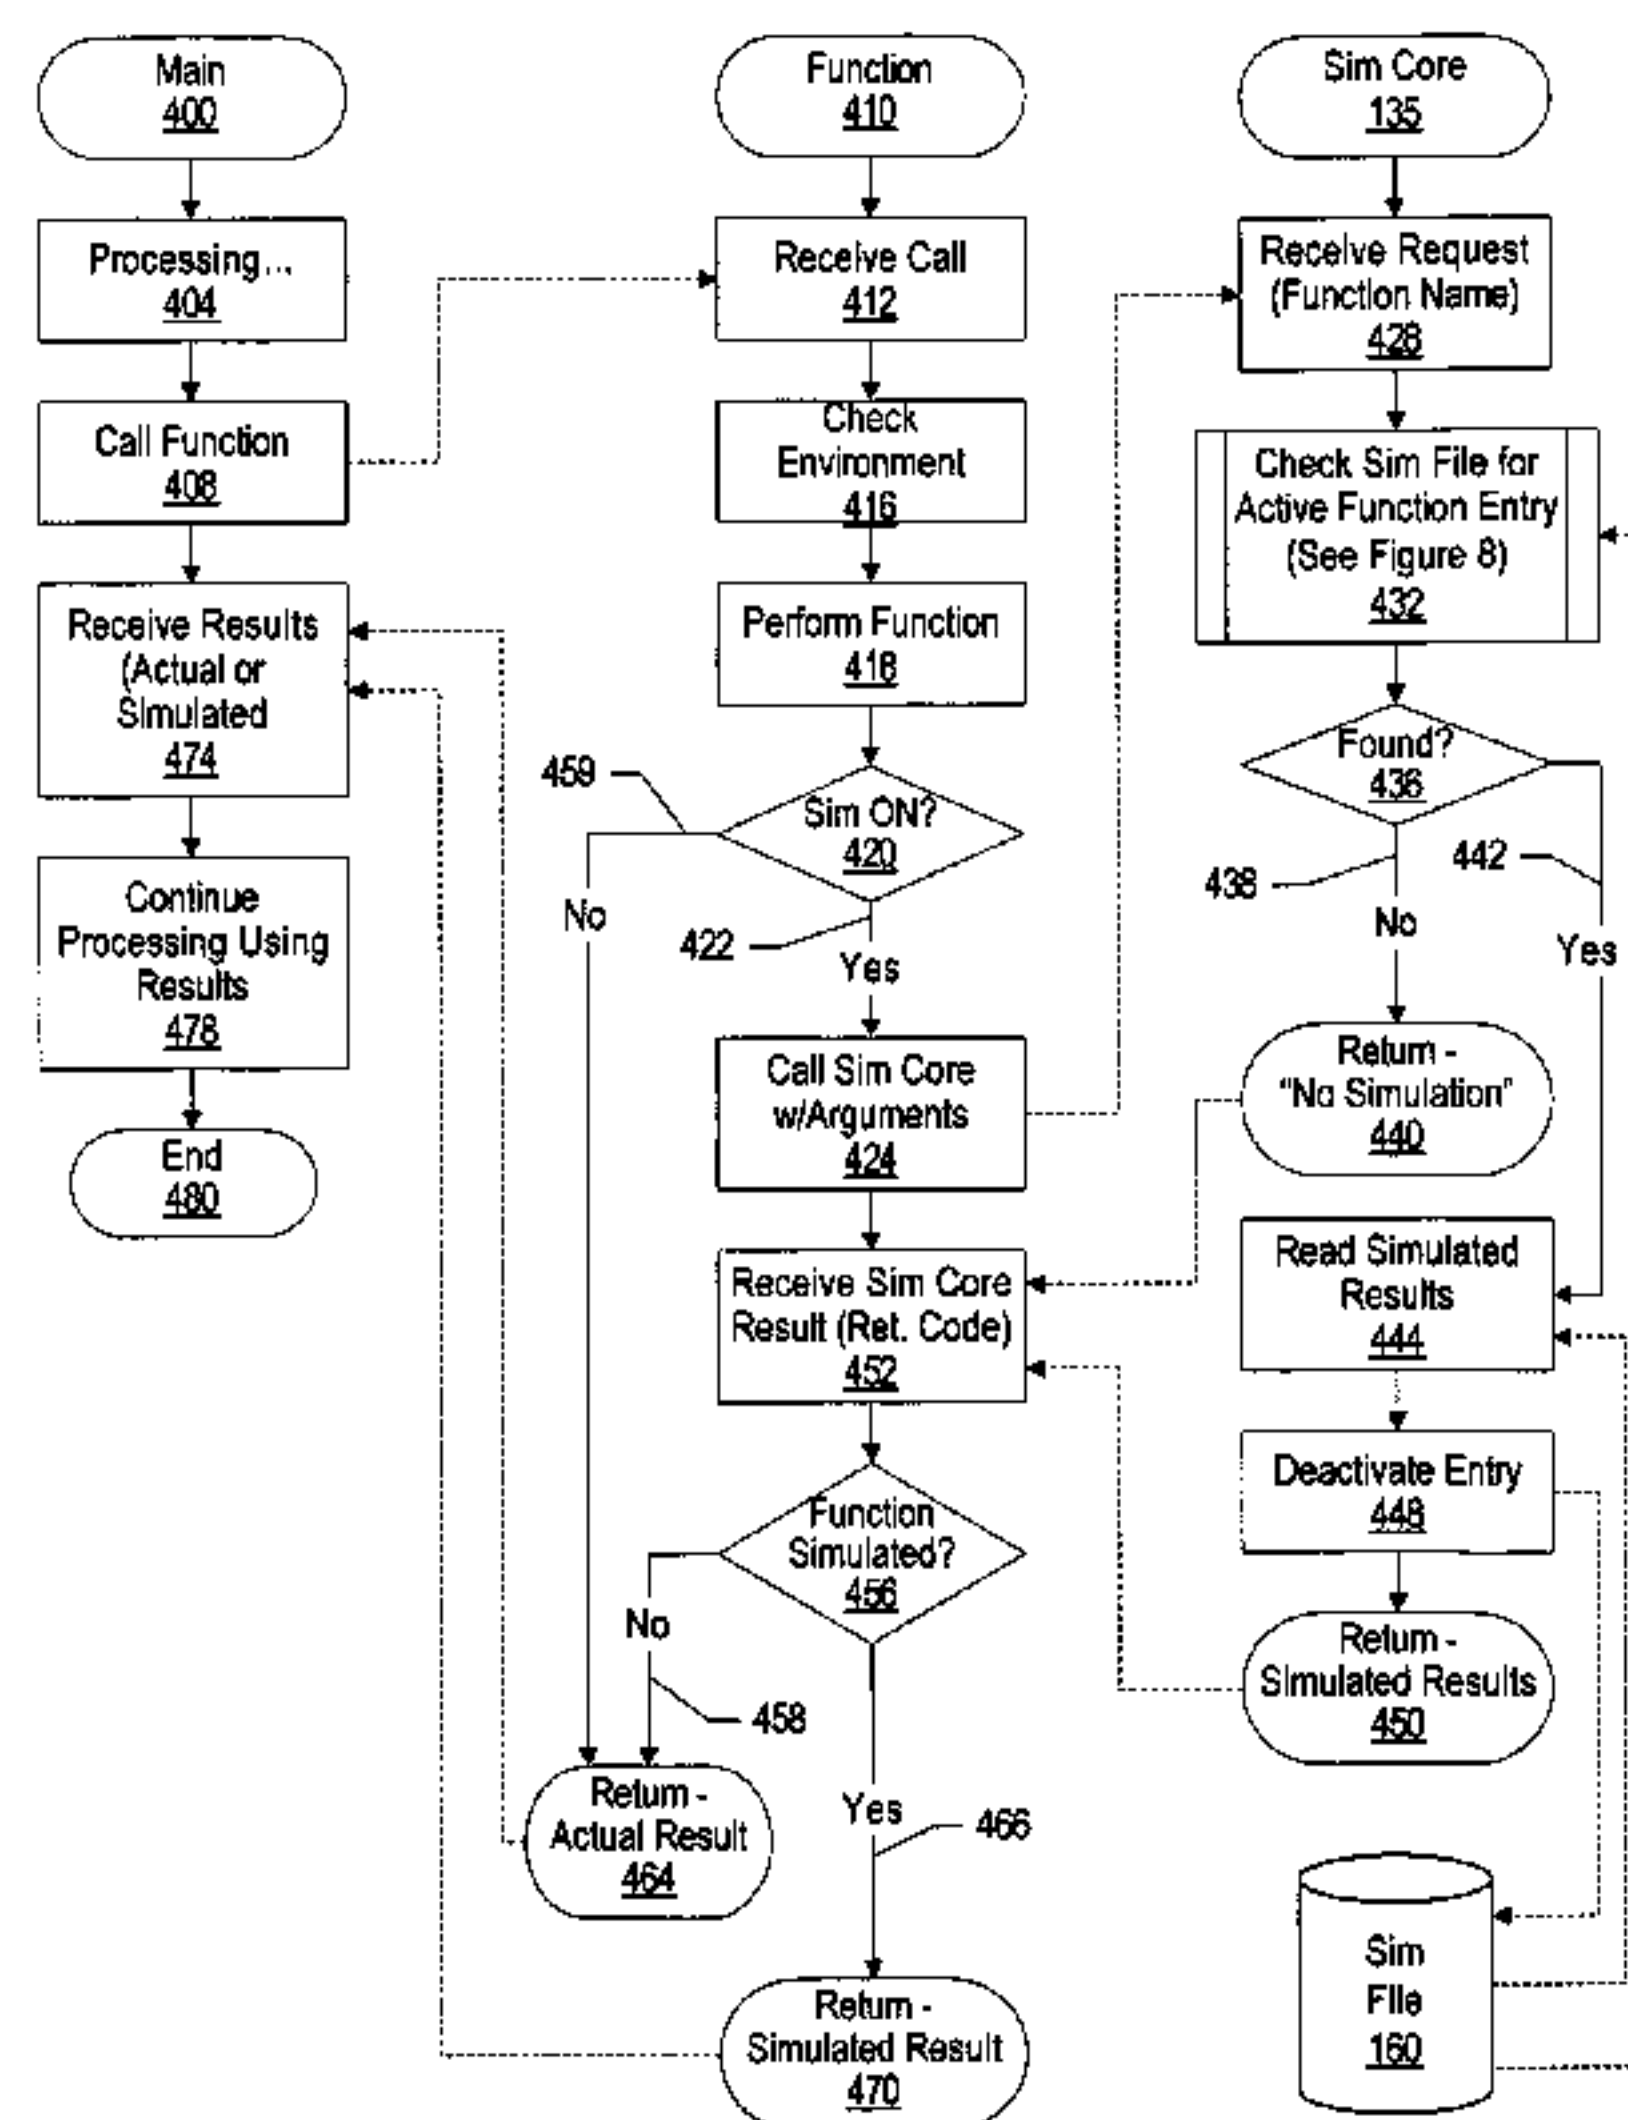 Main
400
Processing...
404
Call Function
408
Receive Results
(Actual or
Simulated
474
Continue
Processing Using
Results
478
End
480
Function
410
Receive Call
412
Check
Environment
416
Perform Function
418
459
Sim ON?
420
No
422
Yes
Call Sim Core
w/Arguments
424
Receive Sim Core
Result (Ret. Code)
452
Function
Simulated?
456
No
458
Return -
Actual Result
464
Yes
466
Return -
Simulated Result
470
Sim Core
135
Receive Request
(Function Name)
428
Check Sim File for
Active Function Entry
(See Figure 8)
432
Found?
436
438
442
No
Yes
Return -
"No Simulation"
440
Read Simulated
Results
444
Deactivate Entry
448
Return -
Simulated Results
450
Sim
File
160